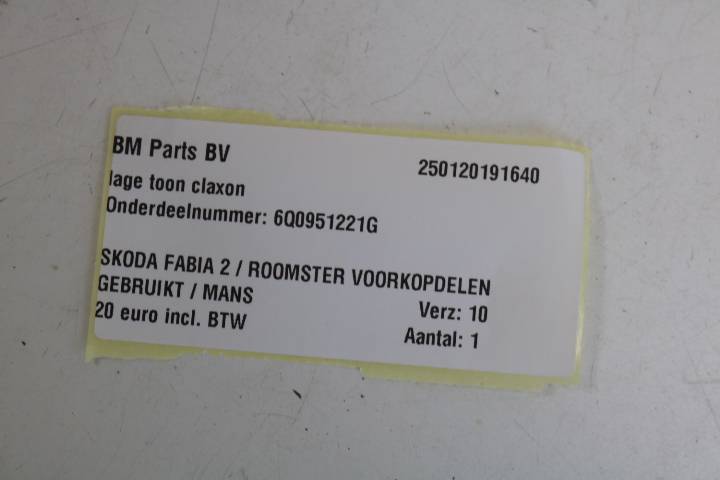 BM Parts BV 250120191640
lage toon claxon
Onderdeelnummer: 6Q0951221G
SKODA FABIA 2 / ROOMSTER VOORKOPDELEN
GEBRUIKT / MANS Verz: 10
20 euro incl. BTW Aantal: 1